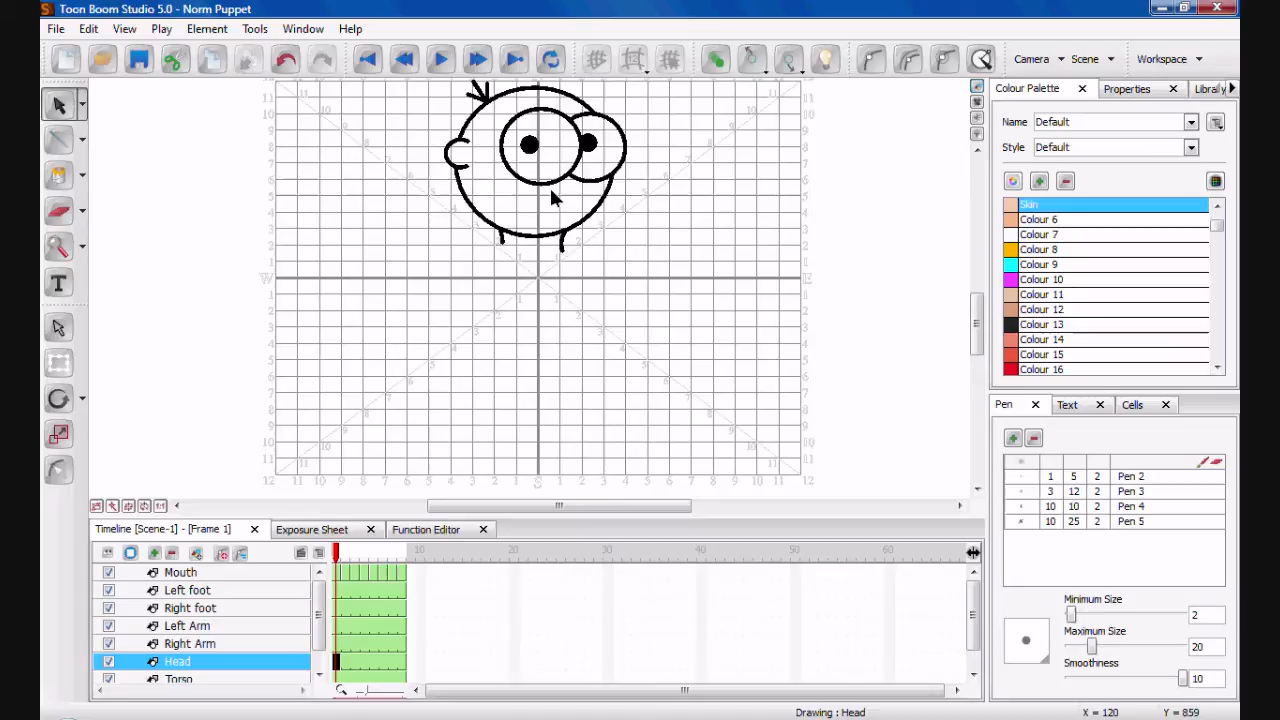 Toon Boom Studio 5.0 - Norm Puppet
File Edit View Play Element Tools Window Help
Camera Scene Workspace
Colour Palette Properties Library
Name Default
Style Default
Skin
Colour 6
Colour 7
Colour 8
Colour 9
Colour 10
Colour 11
Colour 12
Colour 13
Colour 14
Colour 15
Colour 16
Pen Text Cells
1 5 2 Pen 2
3 12 2 Pen 3
10 10 2 Pen 4
10 25 2 Pen 5
Minimum Size
2
Maximum Size
20
Smoothness
10
Timeline [Scene-1] - [Frame 1] Exposure Sheet Function Editor
10 20 30 40 50 60
Mouth
Left foot
Right foot
Left Arm
Right Arm
Head
Torso
Drawing : Head X = 120 Y = 859